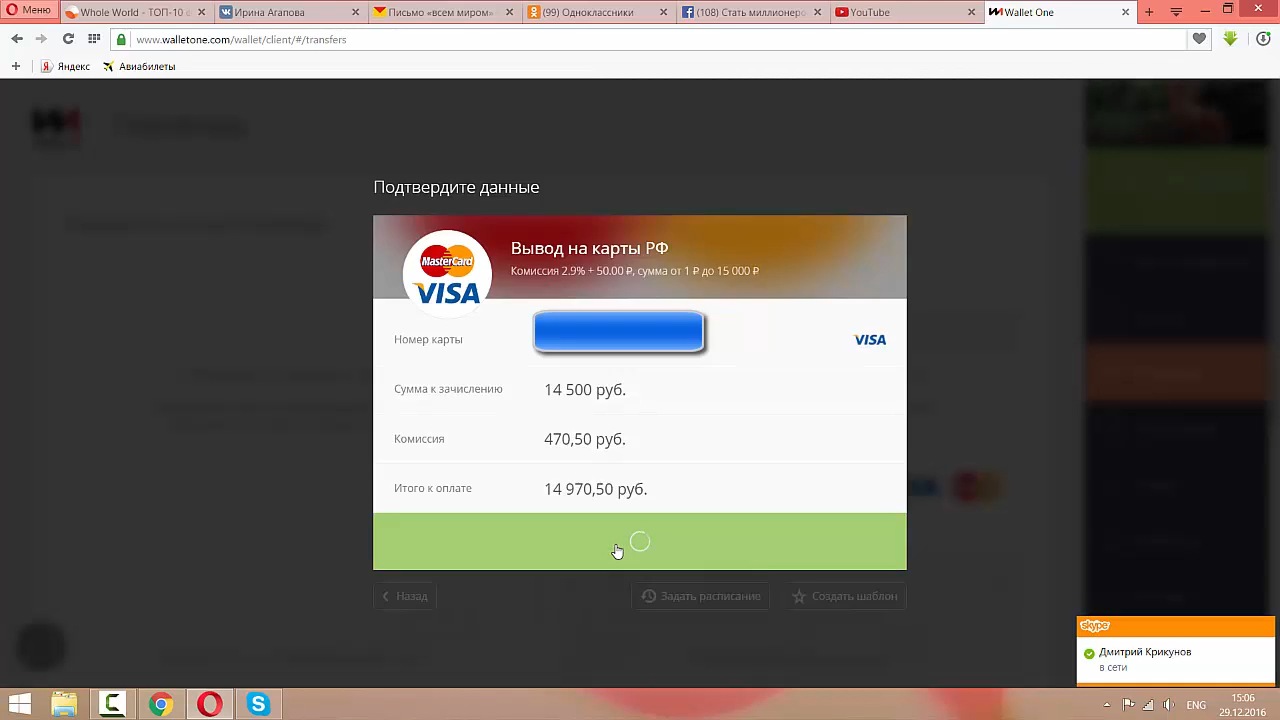 Меню
Whole World - ТОП-10 с
Ирина Агапова
Письмо «всем миром»
(99) Одноклассники
(108) Стать миллионеро
YouTube
Wallet One
www.walletone.com/wallet/client/#/transfers
Яндекс
Авиабилеты
Подтвердите данные
MasterCard
VISA
Вывод на карты РФ
Комиссия 2.9% + 50.00 ₽, сумма от 1 ₽ до 15 000 ₽
Номер карты
VISA
Сумма к зачислению
14 500 руб.
Комиссия
470,50 руб.
Итого к оплате
14 970,50 руб.
Назад
Задать расписание
Создать шаблон
skype
Дмитрий Крикунов
в сети
ENG
15:06
29.12.2016